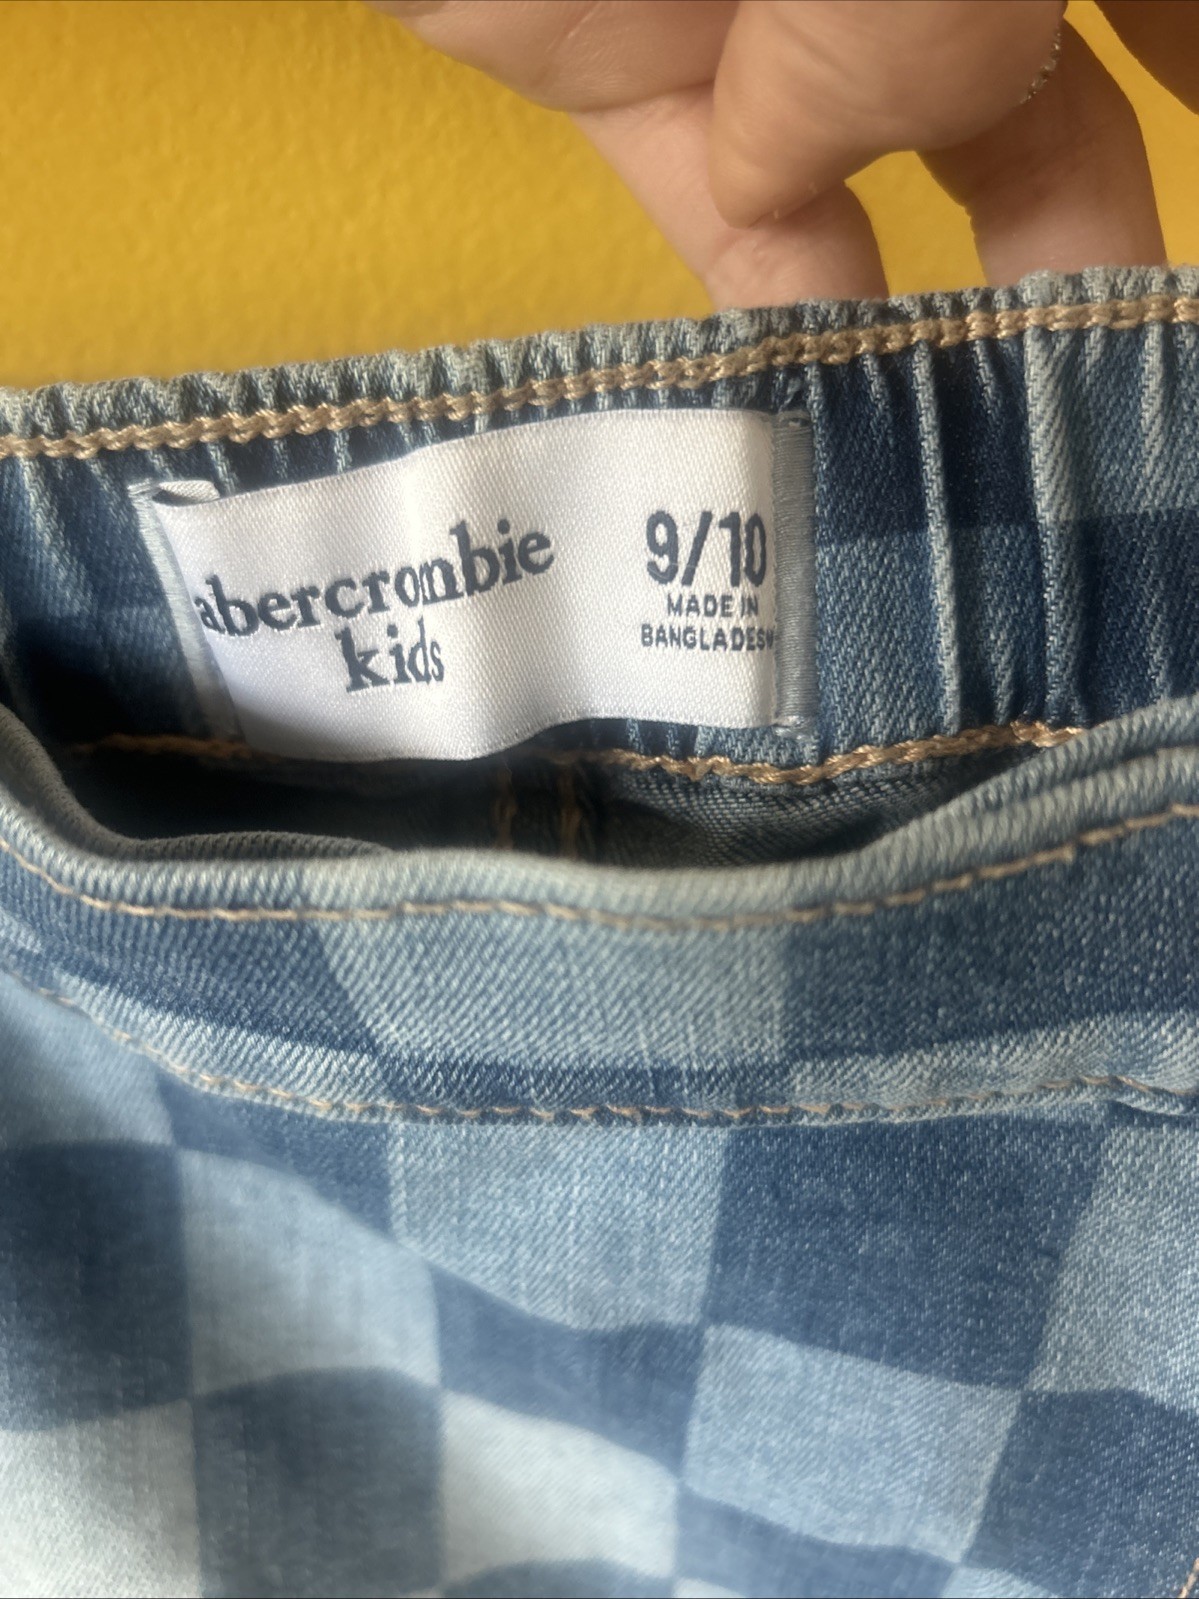 abercrombie
kids
9/10
MADE IN
BANGLADESH